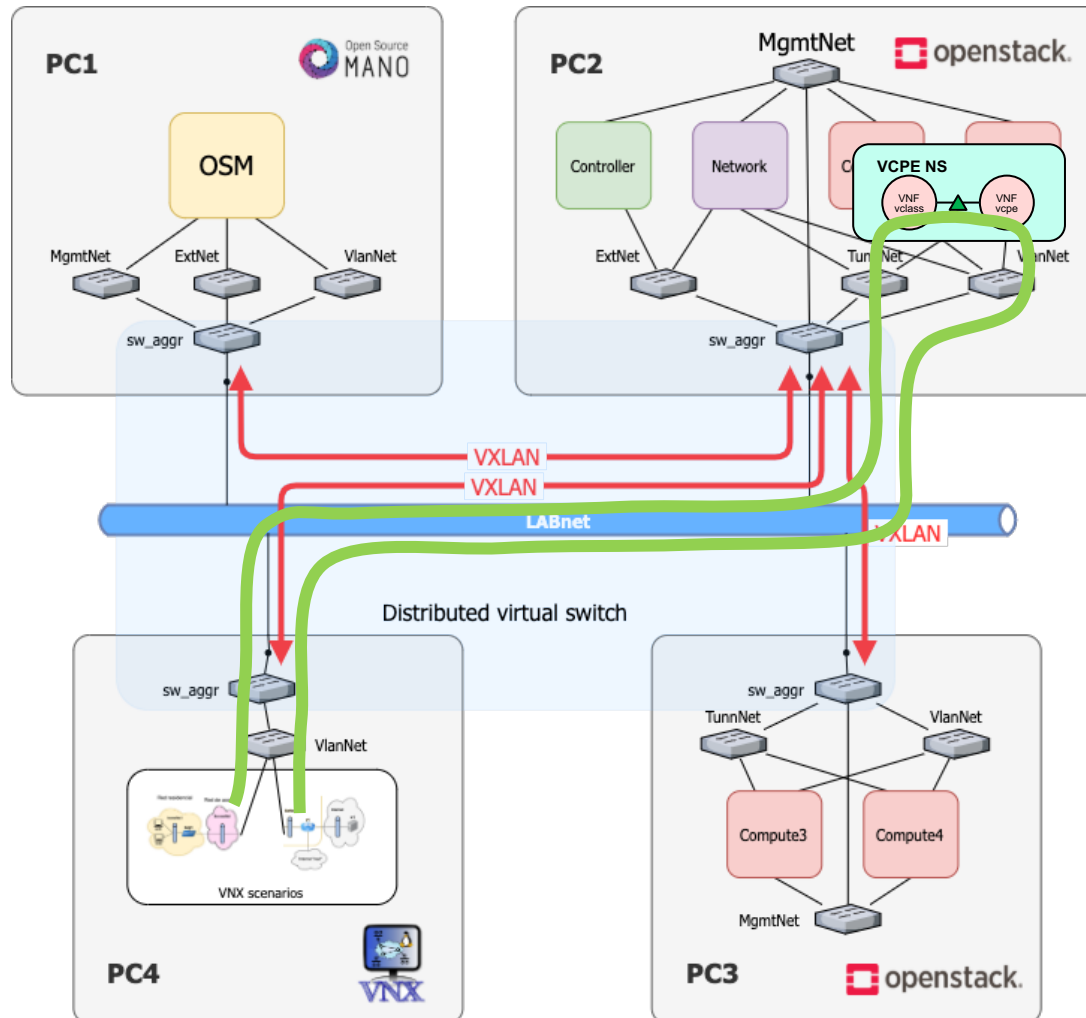 PC1
Open Source
MANO
OSM
MgmtNet
ExtNet
VlanNet
sw_aggr
PC2
MgmtNet
openstack.
Controller
Network
VCPE NS
VNF
vclass
VNF
vcpe
ExtNet
sw_aggr
VXLAN
VXLAN
LABnet
VXLAN
Distributed virtual switch
sw_aggr
VlanNet
Red residencial
VNX scenarios
PC4
VNX
sw_aggr
TunnNet
VlanNet
Compute3
Compute4
MgmtNet
PC3
openstack.